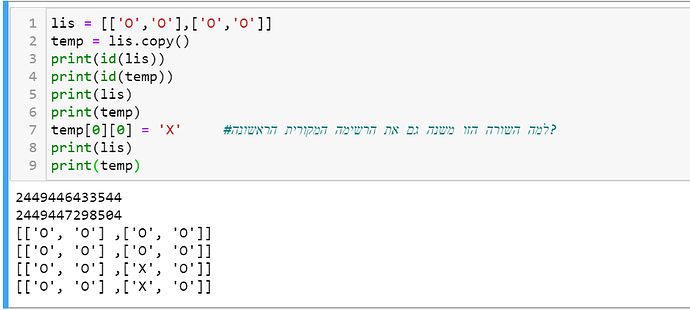 1 lis = [['O','O'],['O','O']]
2 temp = lis.copy()
3 print(id(lis))
4 print(id(temp))
5 print(lis)
6 print(temp)
7 temp[0][0] = 'X' #למה השורה הזו משנה גם את הרשימה המקורית הראשונה?
8 print(lis)
9 print(temp)
2449446433544
2449447298504
[['O', 'O'] ,['O', 'O']]
[['O', 'O'] ,['O', 'O']]
[['O', 'O'] ,['X', 'O']]
[['O', 'O'] ,['X', 'O']]